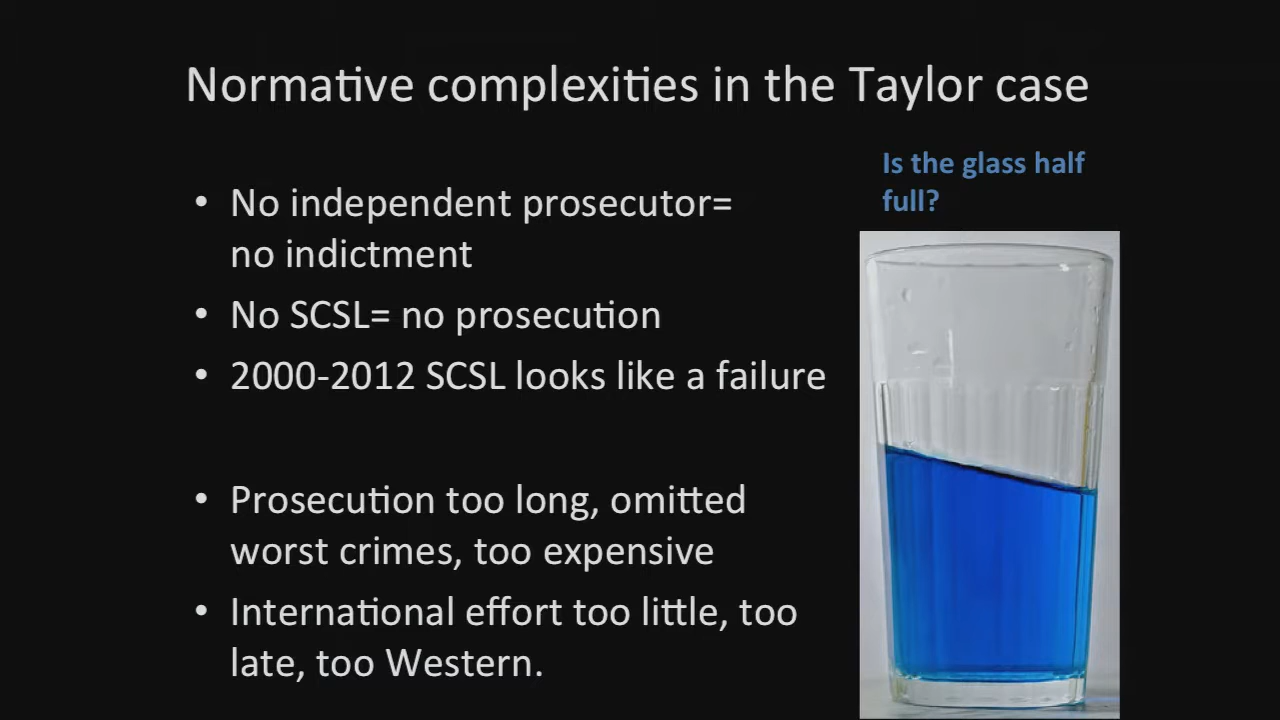 Normative complexities in the Taylor case
Is the glass half
full?
• No independent prosecutor=
no indictment
• No SCSL= no prosecution
• 2000-2012 SCSL looks like a failure
• Prosecution too long, omitted
worst crimes, too expensive
• International effort too little, too
late, too Western.